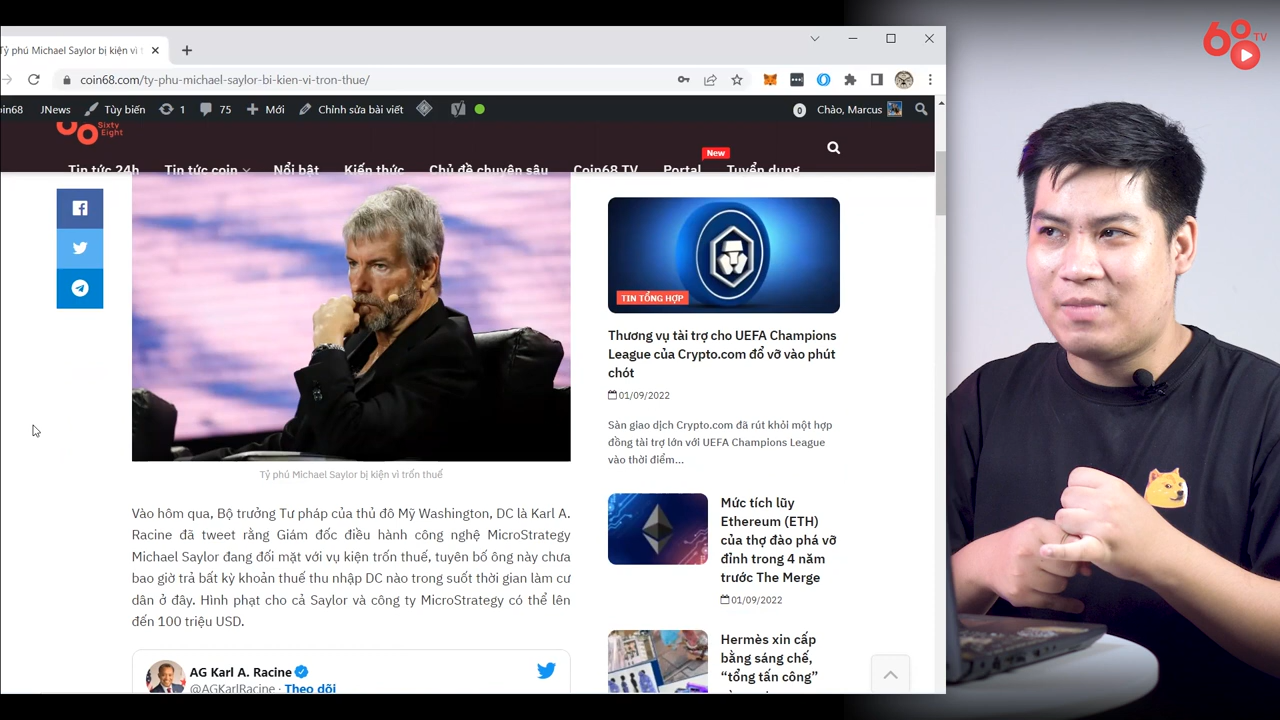 Tỷ phú Michael Saylor bị kiện vì t
coin68.com/ty-phu-michael-saylor-bi-kien-vi-tron-thue/
oin68
JNews
Tùy biến
1
75
Mới
Chỉnh sửa bài viết
0
Chào, Marcus
Sixty
Eight
Tin tức 24h
Tin tức coin
Nổi bật
Kiến thức
Chủ đề chuyên sâu
Coin68 TV
Portal
New
Tuyển dụng
Tỷ phú Michael Saylor bị kiện vì trốn thuế
Vào hôm qua, Bộ trưởng Tư pháp của thủ đô Mỹ Washington, DC là Karl A.
Racine đã tweet rằng Giám đốc điều hành công nghệ MicroStrategy
Michael Saylor đang đối mặt với vụ kiện trốn thuế, tuyên bố ông này chưa
bao giờ trả bất kỳ khoản thuế thu nhập DC nào trong suốt thời gian làm cư
dân ở đây. Hình phạt cho cả Saylor và công ty MicroStrategy có thể lên
đến 100 triệu USD.
AG Karl A. Racine
@AGKarlRacine · Theo dõi
TIN TỔNG HỢP
Thương vụ tài trợ cho UEFA Champions
League của Crypto.com đổ vỡ vào phút
chót
01/09/2022
Sàn giao dịch Crypto.com đã rút khỏi một hợp
đồng tài trợ lớn với UEFA Champions League
vào thời điểm...
Mức tích lũy
Ethereum (ETH)
của thợ đào phá vỡ
đỉnh trong 4 năm
trước The Merge
01/09/2022
Hermès xin cấp
bằng sáng chế,
“tổng tấn công”
68 TV